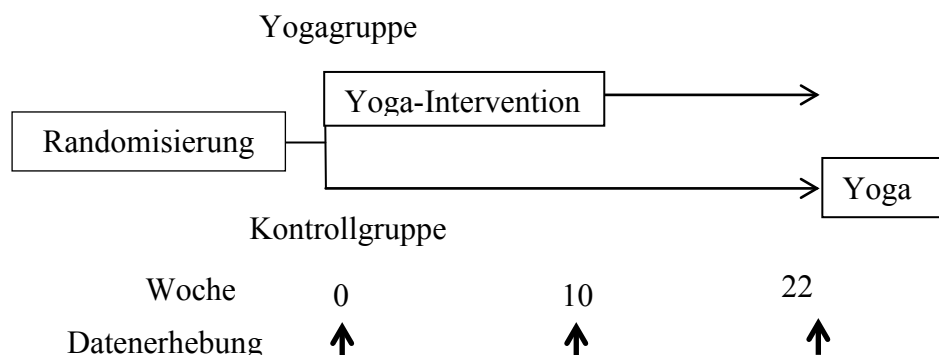 Yogagruppe
Yoga-Intervention
Randomisierung
Yoga
Kontrollgruppe
Woche 0 10 22
Datenerhebung